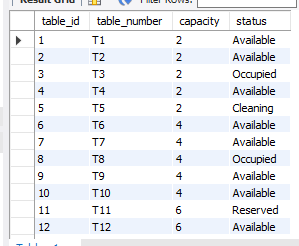 Result Grid Filter Rows:
table_id table_number capacity status
1 T1 2 Available
2 T2 2 Available
3 T3 2 Occupied
4 T4 2 Available
5 T5 2 Cleaning
6 T6 4 Available
7 T7 4 Available
8 T8 4 Occupied
9 T9 4 Available
10 T10 4 Available
11 T11 6 Reserved
12 T12 6 Available